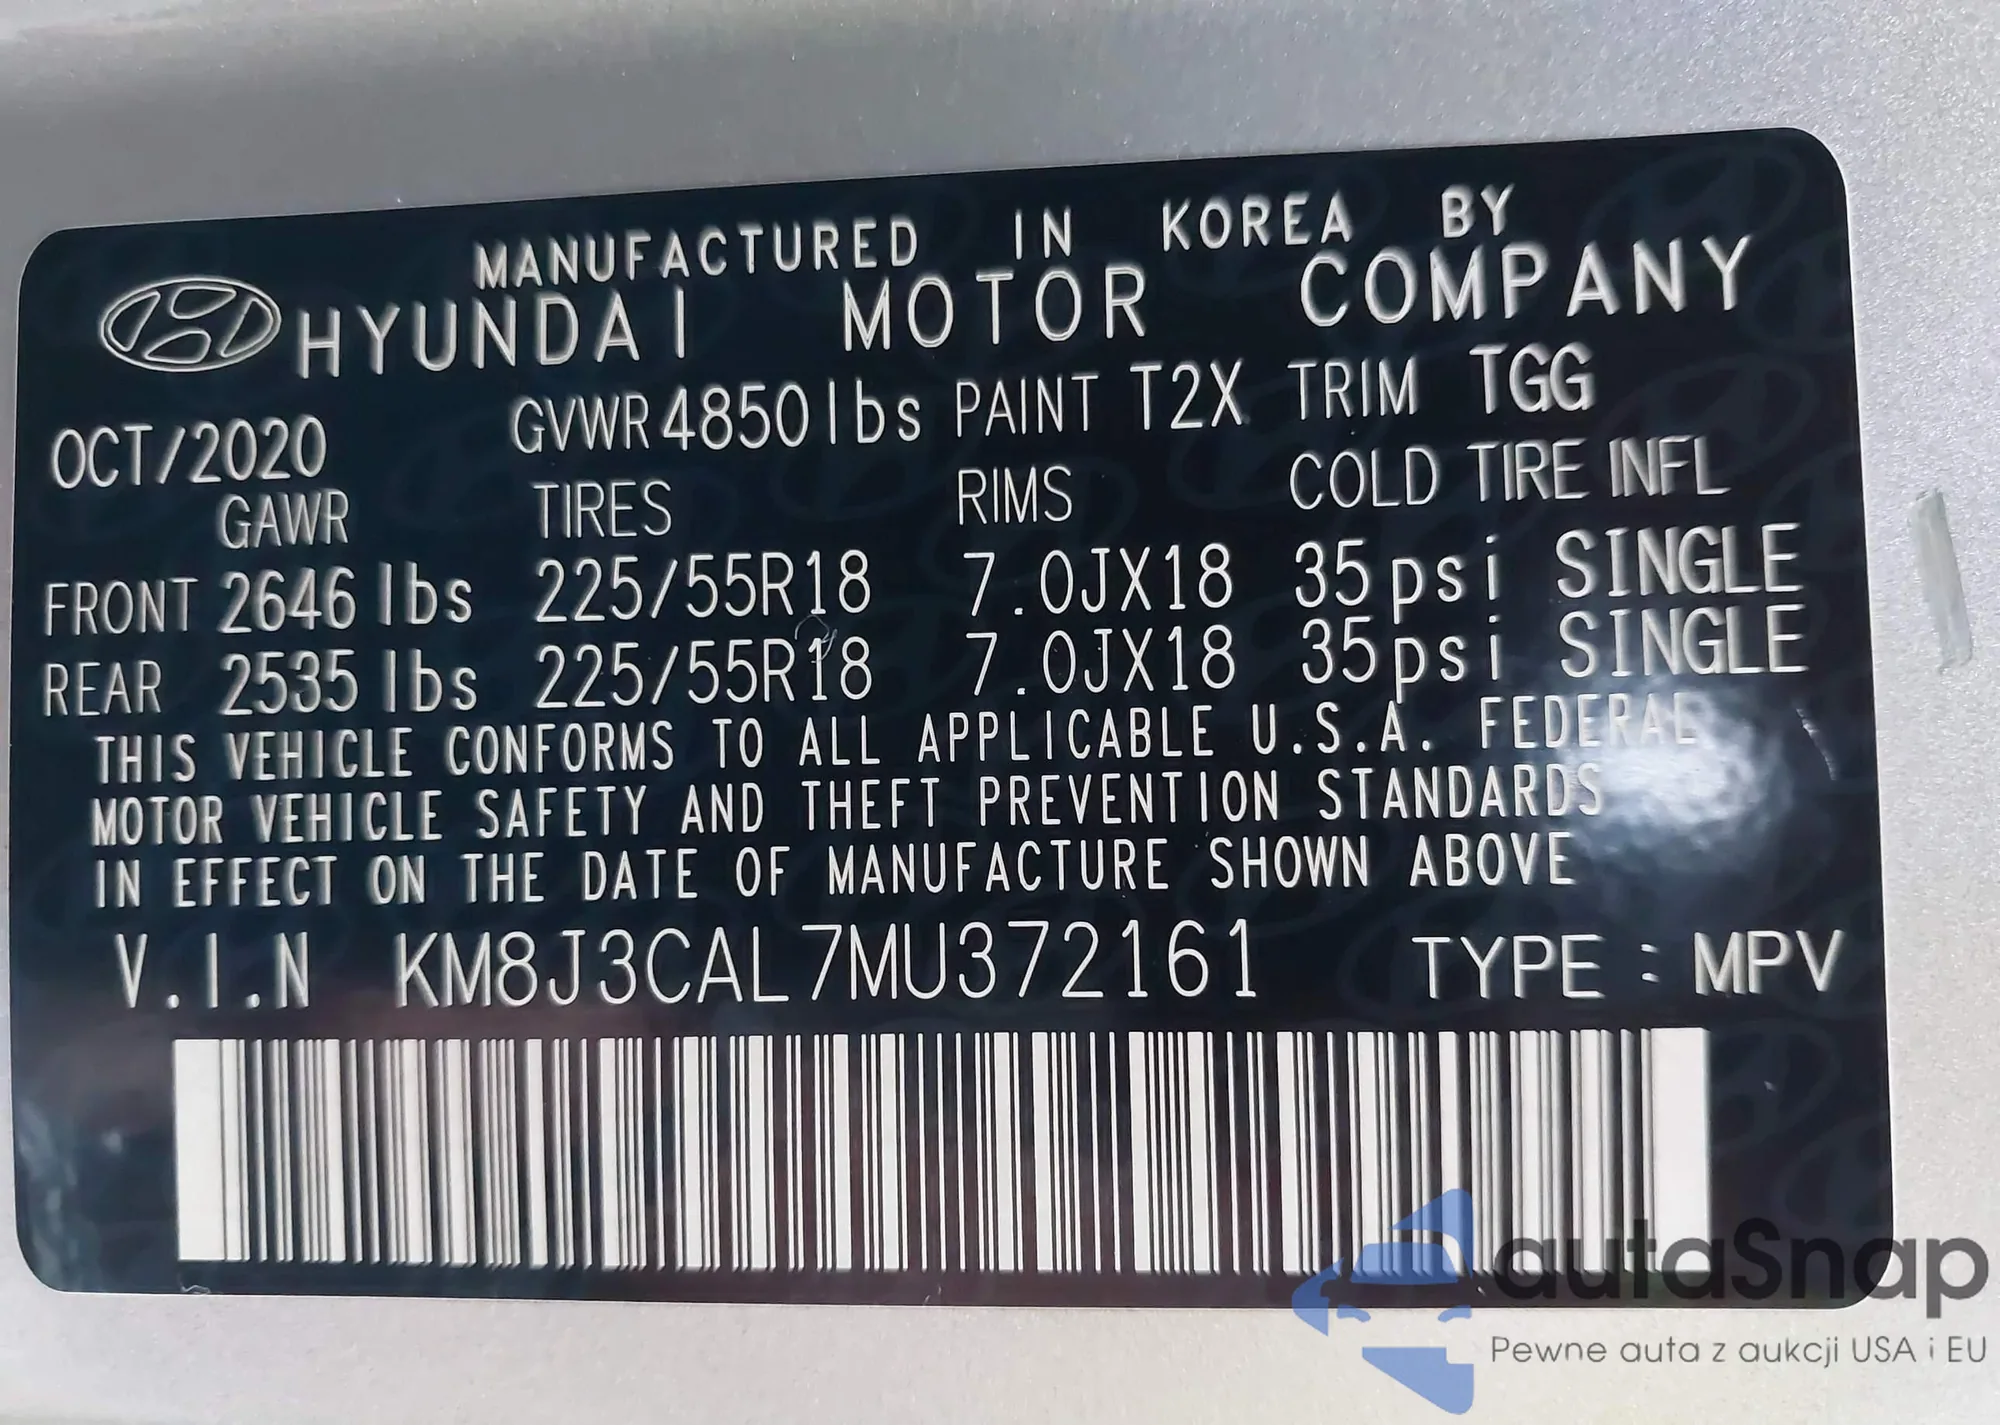 MANUFACTURED IN KOREA BY
HYUNDAI MOTOR COMPANY
OCT/2020 GVWR 4850 lbs PAINT T2X TRIM TGG
GAWR TIRES RIMS COLD TIRE INFL
FRONT 2646 lbs 225/55R18 7.0JX18 35psi SINGLE
REAR 2535 lbs 225/55R18 7.0JX18 35psi SINGLE
THIS VEHICLE CONFORMS TO ALL APPLICABLE U.S.A. FEDERAL
MOTOR VEHICLE SAFETY AND THEFT PREVENTION STANDARDS
IN EFFECT ON THE DATE OF MANUFACTURE SHOWN ABOVE
V.I.N KM8J3CAL7MU372161 TYPE : MPV
autaSnap
Pewne auta z aukcji USA i EU